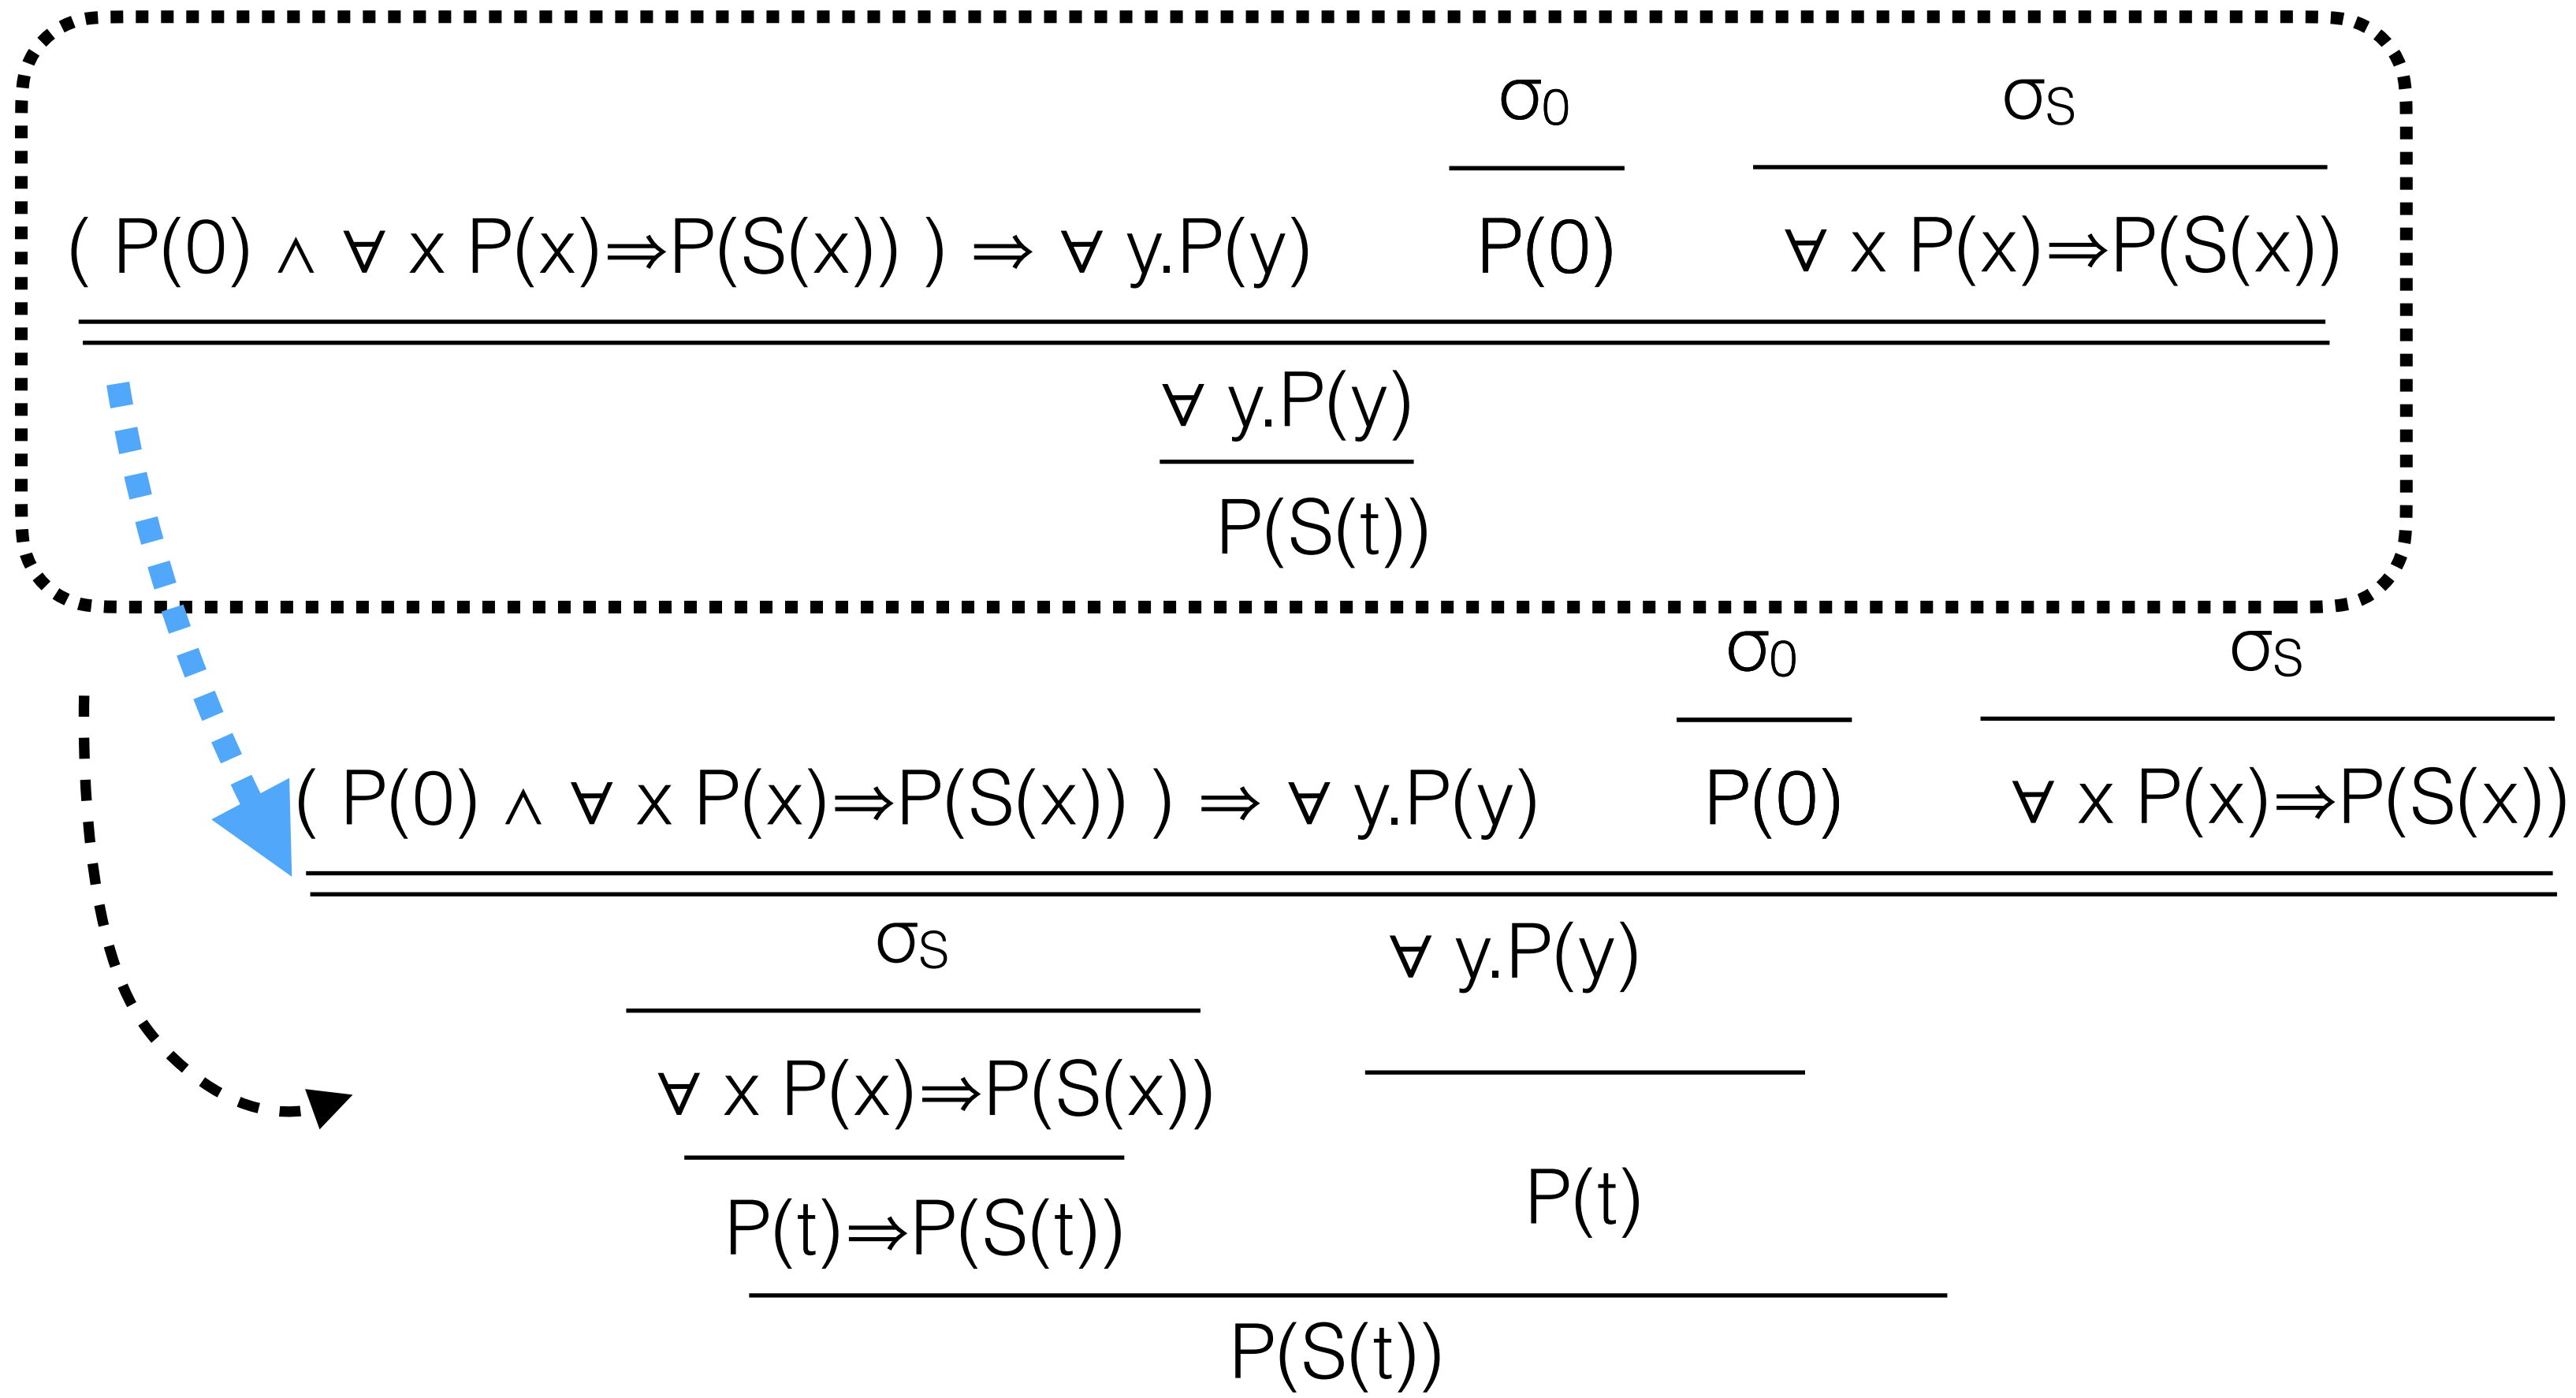 σ₀ σS
( P(0) ∧ ∀ x P(x)⇒P(S(x)) ) ⇒ ∀ y.P(y) P(0) ∀ x P(x)⇒P(S(x))
∀ y.P(y)
P(S(t))
σ₀ σS
( P(0) ∧ ∀ x P(x)⇒P(S(x)) ) ⇒ ∀ y.P(y) P(0) ∀ x P(x)⇒P(S(x))
σS ∀ y.P(y)
∀ x P(x)⇒P(S(x))
P(t)
P(t)⇒P(S(t))
P(S(t))